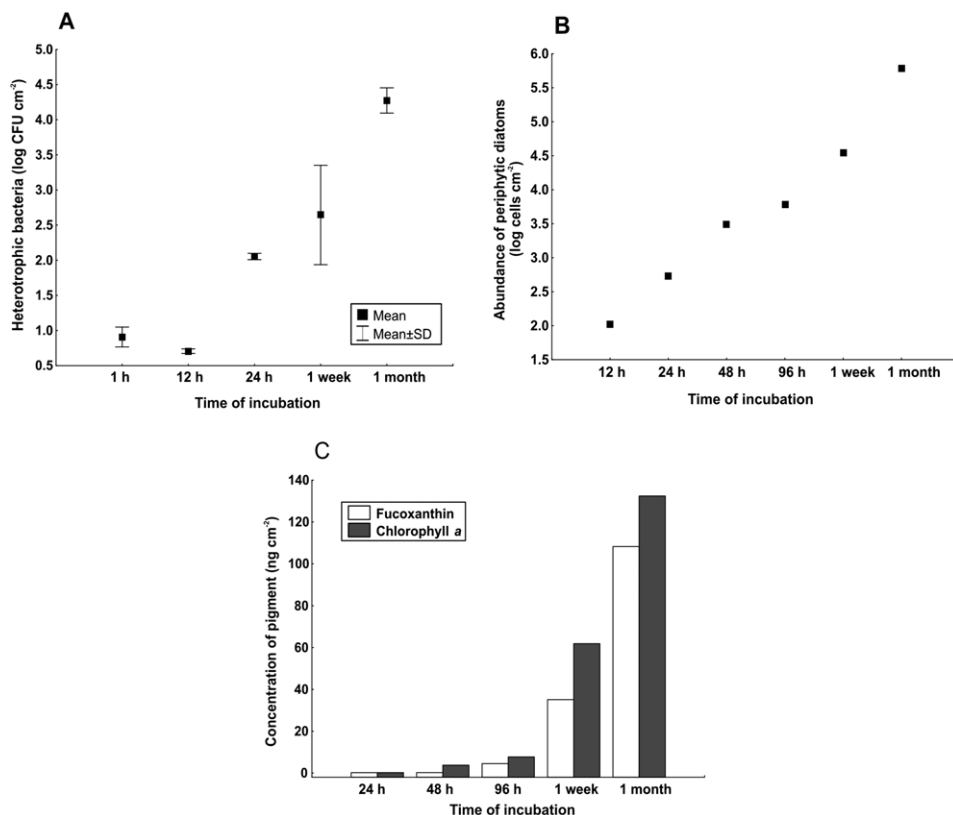 A
Heterotrophic bacteria (log CFU cm-2)
5.0
4.5
4.0
3.5
3.0
2.5
2.0
1.5
1.0
0.5
Mean
Mean±SD
1 h 12 h 24 h 1 week 1 month
Time of incubation
B
Abundance of periphytic diatoms
(log cells cm-2)
6.0
5.5
5.0
4.5
4.0
3.5
3.0
2.5
2.0
1.5
12 h 24 h 48 h 96 h 1 week 1 month
Time of incubation
C
Concentration of pigment (ng cm-2)
140
120
100
80
60
40
20
0
Fucoxanthin
Chlorophyll a
24 h 48 h 96 h 1 week 1 month
Time of incubation